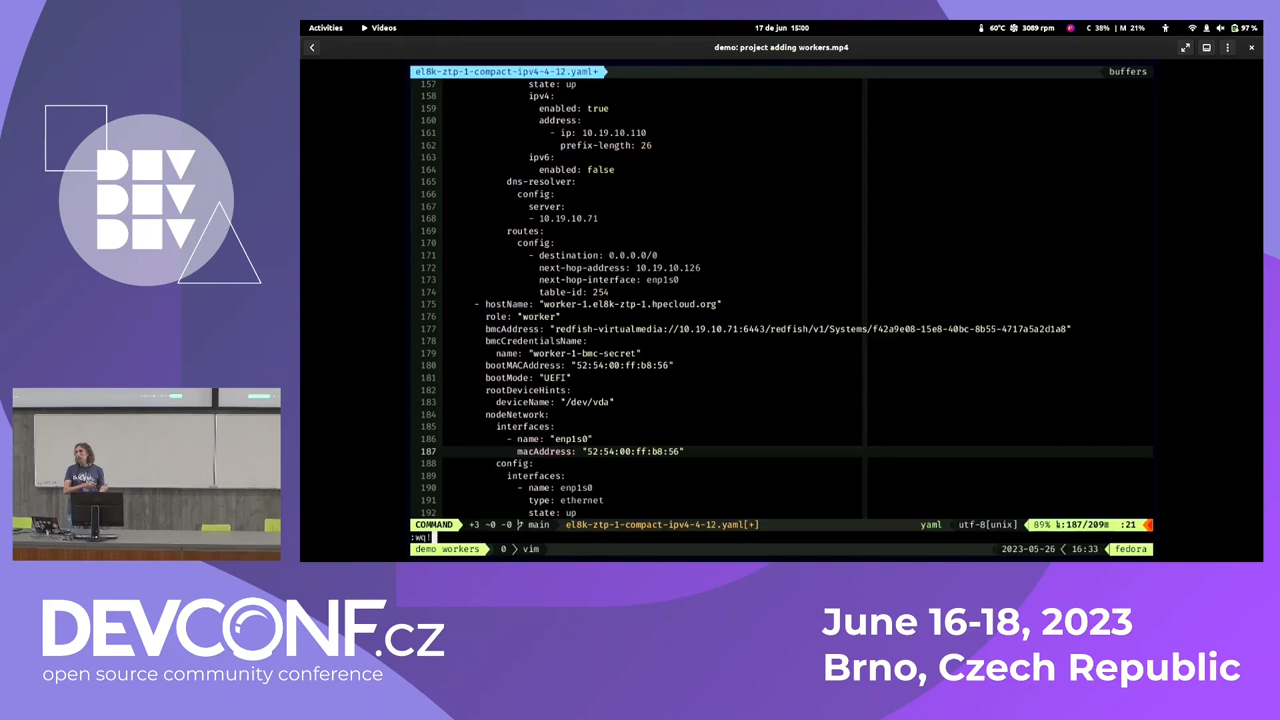 Activities
Videos
17 de jun 15:00
60°C
3089 rpm
C 38% | M 21%
97 %
demo: project adding workers.mp4
el8k-ztp-1-compact-ipv4-4-12.yaml+
buffers
157 state: up
158 ipv4:
159 enabled: true
160 address:
161 - ip: 10.19.10.110
162 prefix-length: 26
163 ipv6:
164 enabled: false
165 dns-resolver:
166 config:
167 server:
168 - 10.19.10.71
169 routes:
170 config:
171 - destination: 0.0.0.0/0
172 next-hop-address: 10.19.10.126
173 next-hop-interface: enp1s0
174 table-id: 254
175 - hostName: "worker-1.el8k-ztp-1.hpecloud.org"
176 role: "worker"
177 bmcAddress: "redfish-virtualmedia://10.19.10.71:6443/redfish/v1/Systems/f42a9e08-15e8-40bc-8b55-4717a5a2d1a8"
178 bmcCredentialsName:
179 name: "worker-1-bmc-secret"
180 bootMACAddress: "52:54:00:ff:b8:56"
181 bootMode: "UEFI"
182 rootDeviceHints:
183 deviceName: "/dev/vda"
184 nodeNetwork:
185 interfaces:
186 - name: "enp1s0"
187 macAddress: "52:54:00:ff:b8:56"
188 config:
189 interfaces:
190 - name: enp1s0
191 type: ethernet
192 state: up
COMMAND +3 ~0 -0 main el8k-ztp-1-compact-ipv4-4-12.yaml[+] yaml utf-8[unix] 89% :187/209 :21
:wq!
demo workers 0 vim 2023-05-26 16:33 fedora
DEV
DEV
DEV
DEVCONF.cz
open source community conference
June 16-18, 2023
Brno, Czech Republic